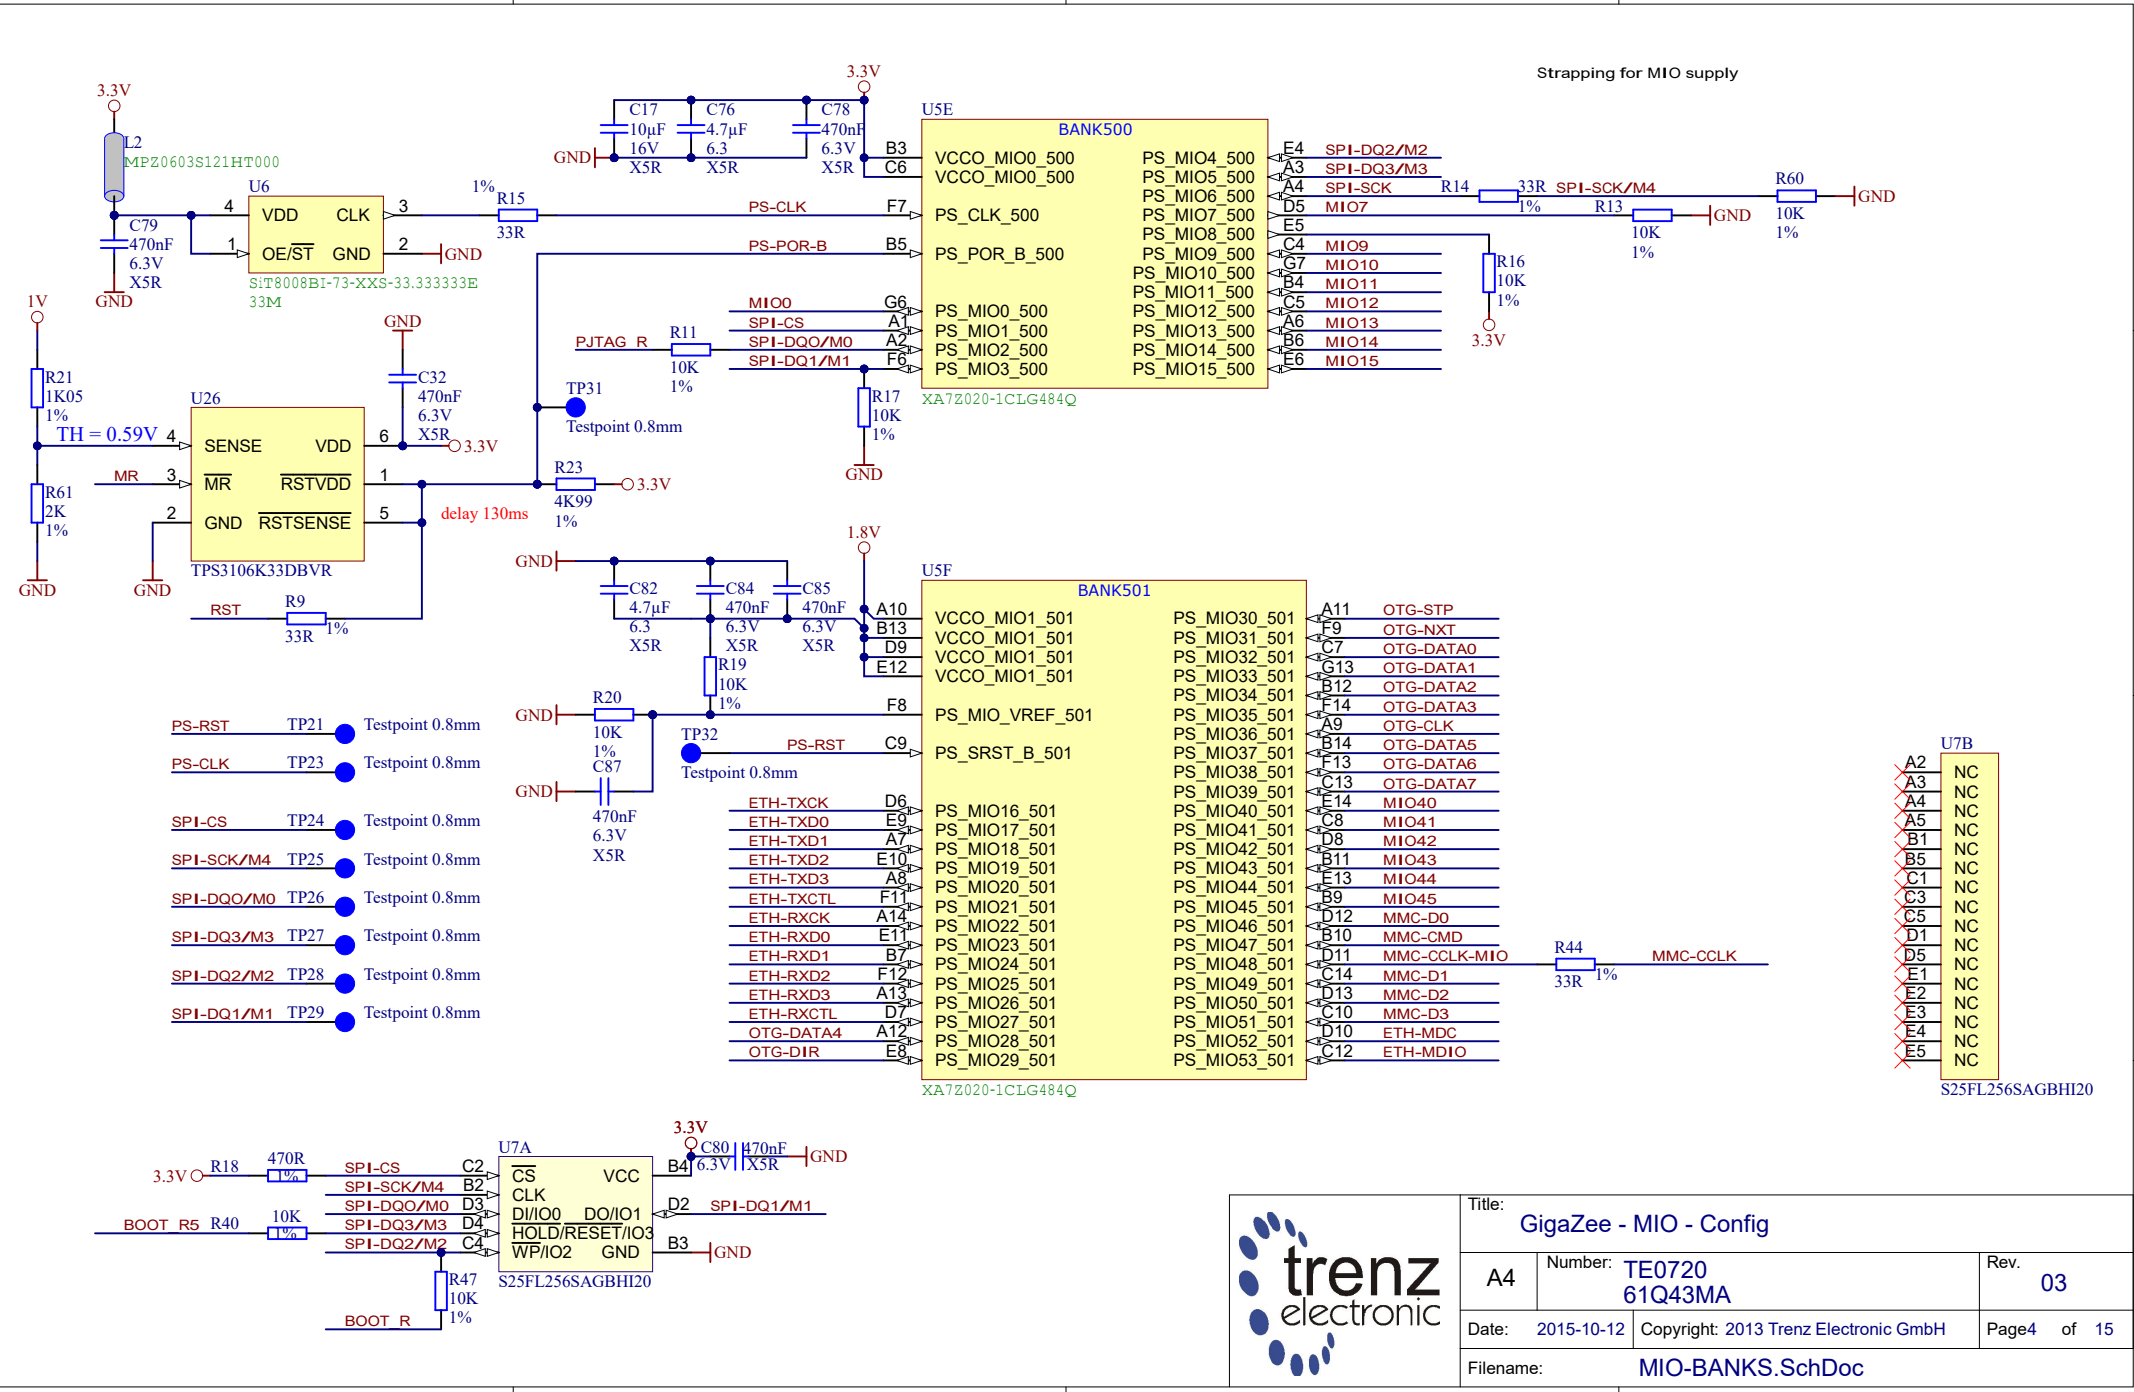 Strapping for MIO supply
3.3V
L2
MPZ0603S121HT000
U6
4 VDD CLK 3
1 OE/ST GND 2 GND
SiT8008BI-73-XXS-33.333333E
33M
C79
470nF
6.3V
X5R
GND
1%
R15
33R
PS-CLK
PS-POR-B
3.3V
C17
10µF
16V
X5R
C76
4.7µF
6.3
X5R
C78
470nF
6.3V
X5R
GND
U5E
BANK500
B3 VCCO_MIO0_500
C6 VCCO_MIO0_500
F7 PS_CLK_500
B5 PS_POR_B_500
MIO0 G6 PS_MIO0_500
SPI-CS A1 PS_MIO1_500
SPI-DQO/M0 A2 PS_MIO2_500
SPI-DQ1/M1 F6 PS_MIO3_500
PS_MIO4_500 E4 SPI-DQ2/M2
PS_MIO5_500 A3 SPI-DQ3/M3
PS_MIO6_500 A4 SPI-SCK R14 33R 1% SPI-SCK/M4 R60 10K 1% GND
PS_MIO7_500 D5 MIO7 R13 10K 1% GND
PS_MIO8_500 E5
PS_MIO9_500 C4 MIO9
PS_MIO10_500 G7 MIO10
PS_MIO11_500 B4 MIO11
PS_MIO12_500 C5 MIO12
PS_MIO13_500 A6 MIO13
PS_MIO14_500 B6 MIO14
PS_MIO15_500 E6 MIO15
XA7Z020-1CLG484Q
R16
10K
1%
3.3V
PJTAG_R
R11
10K
1%
R17
10K
1%
GND
TP31
Testpoint 0.8mm
1V
R21
1K05
1%
TH = 0.59V
R61
2K
1%
GND
MR
GND
GND
C32
470nF
6.3V
X5R
U26
4 SENSE VDD 6 3.3V
3 MR RSTVDD 1
2 GND RSTSENSE 5
TPS3106K33DBVR
delay 130ms
R23
4K99
1%
3.3V
RST
R9
33R
1%
1.8V
GND
C82
4.7µF
6.3
X5R
C84
470nF
6.3V
X5R
C85
470nF
6.3V
X5R
R19
10K
1%
GND
R20
10K
1%
GND
C87
470nF
6.3V
X5R
TP32
Testpoint 0.8mm
PS-RST
U5F
BANK501
A10 VCCO_MIO1_501
B13 VCCO_MIO1_501
D9 VCCO_MIO1_501
E12 VCCO_MIO1_501
F8 PS_MIO_VREF_501
C9 PS_SRST_B_501
ETH-TXCK D6 PS_MIO16_501
ETH-TXD0 E9 PS_MIO17_501
ETH-TXD1 A7 PS_MIO18_501
ETH-TXD2 E10 PS_MIO19_501
ETH-TXD3 A8 PS_MIO20_501
ETH-TXCTL F11 PS_MIO21_501
ETH-RXCK A14 PS_MIO22_501
ETH-RXD0 E11 PS_MIO23_501
ETH-RXD1 B7 PS_MIO24_501
ETH-RXD2 F12 PS_MIO25_501
ETH-RXD3 A13 PS_MIO26_501
ETH-RXCTL D7 PS_MIO27_501
OTG-DATA4 A12 PS_MIO28_501
OTG-DIR E8 PS_MIO29_501
PS_MIO30_501 A11 OTG-STP
PS_MIO31_501 F9 OTG-NXT
PS_MIO32_501 C7 OTG-DATA0
PS_MIO33_501 G13 OTG-DATA1
PS_MIO34_501 B12 OTG-DATA2
PS_MIO35_501 F14 OTG-DATA3
PS_MIO36_501 A9 OTG-CLK
PS_MIO37_501 B14 OTG-DATA5
PS_MIO38_501 F13 OTG-DATA6
PS_MIO39_501 C13 OTG-DATA7
PS_MIO40_501 E14 MIO40
PS_MIO41_501 C8 MIO41
PS_MIO42_501 D8 MIO42
PS_MIO43_501 B11 MIO43
PS_MIO44_501 E13 MIO44
PS_MIO45_501 B9 MIO45
PS_MIO46_501 D12 MMC-D0
PS_MIO47_501 B10 MMC-CMD
PS_MIO48_501 D11 MMC-CCLK-MIO R44 33R 1% MMC-CCLK
PS_MIO49_501 C14 MMC-D1
PS_MIO50_501 D13 MMC-D2
PS_MIO51_501 C10 MMC-D3
PS_MIO52_501 D10 ETH-MDC
PS_MIO53_501 C12 ETH-MDIO
XA7Z020-1CLG484Q
PS-RST TP21 Testpoint 0.8mm
PS-CLK TP23 Testpoint 0.8mm
SPI-CS TP24 Testpoint 0.8mm
SPI-SCK/M4 TP25 Testpoint 0.8mm
SPI-DQO/M0 TP26 Testpoint 0.8mm
SPI-DQ3/M3 TP27 Testpoint 0.8mm
SPI-DQ2/M2 TP28 Testpoint 0.8mm
SPI-DQ1/M1 TP29 Testpoint 0.8mm
U7B
A2 NC
A3 NC
A4 NC
A5 NC
B1 NC
B5 NC
C1 NC
C3 NC
C5 NC
D1 NC
D5 NC
E1 NC
E2 NC
E3 NC
E4 NC
E5 NC
S25FL256SAGBHI20
3.3V
C80 470nF
6.3V X5R
GND
U7A
3.3V R18 470R 1% SPI-CS C2 CS VCC B4
SPI-SCK/M4 B2 CLK
SPI-DQO/M0 D3 DI/IO0 DO/IO1 D2 SPI-DQ1/M1
BOOT_R5 R40 10K 1% SPI-DQ3/M3 D4 HOLD/RESET/IO3
SPI-DQ2/M2 C4 WP/IO2 GND B3 GND
S25FL256SAGBHI20
R47
10K
1%
BOOT_R
trenz
electronic
Title:
GigaZee - MIO - Config
A4
Number: TE0720
61Q43MA
Rev.
03
Date: 2015-10-12 Copyright: 2013 Trenz Electronic GmbH Page4 of 15
Filename: MIO-BANKS.SchDoc